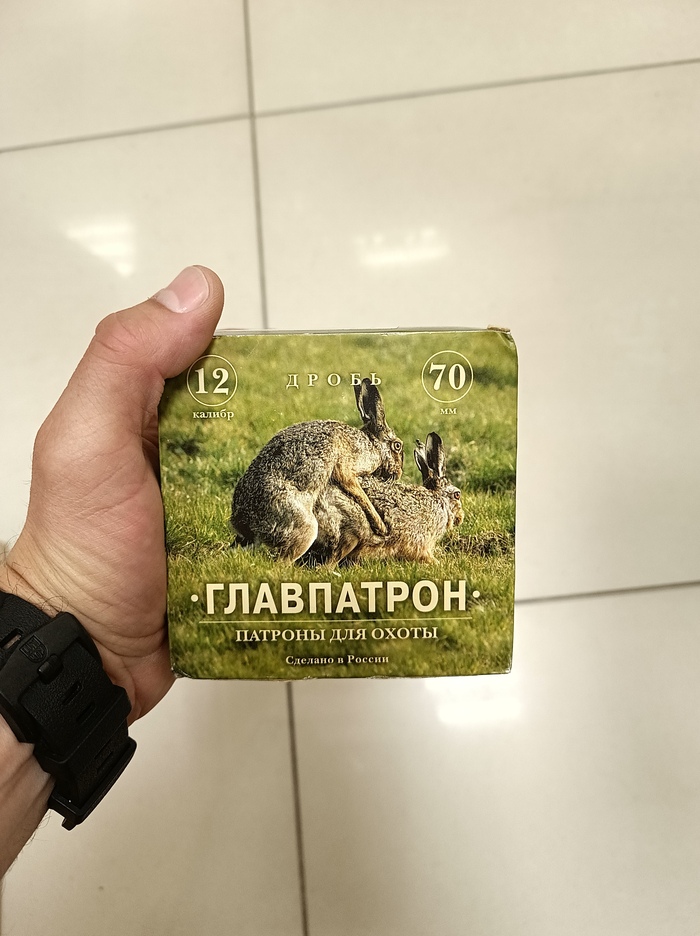 12 ДРОБЬ 70
калибр мм
·ГЛАВПАТРОН·
ПАТРОНЫ ДЛЯ ОХОТЫ
Сделано в России